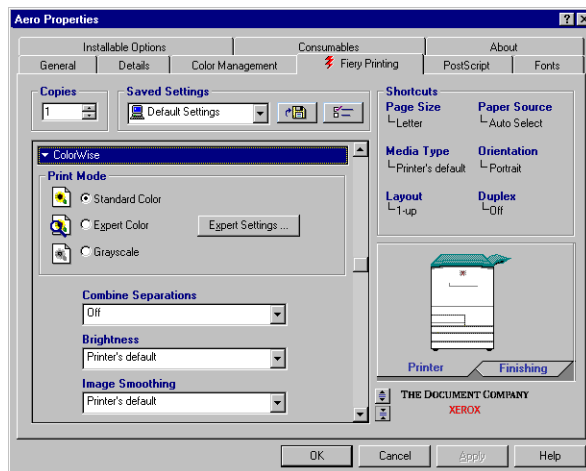 Aero Properties
Installable Options Consumables About
General Details Color Management Fiery Printing PostScript Fonts
Copies
1
Saved Settings
Default Settings
ColorWise
Print Mode
Standard Color
Expert Color Expert Settings ...
Grayscale
Combine Separations
Off
Brightness
Printer's default
Image Smoothing
Printer's default
Shortcuts
Page Size Paper Source
Letter Auto Select
Media Type Orientation
Printer's default Portrait
Layout Duplex
1-up Off
Printer Finishing
THE DOCUMENT COMPANY
XEROX
OK Cancel Apply Help